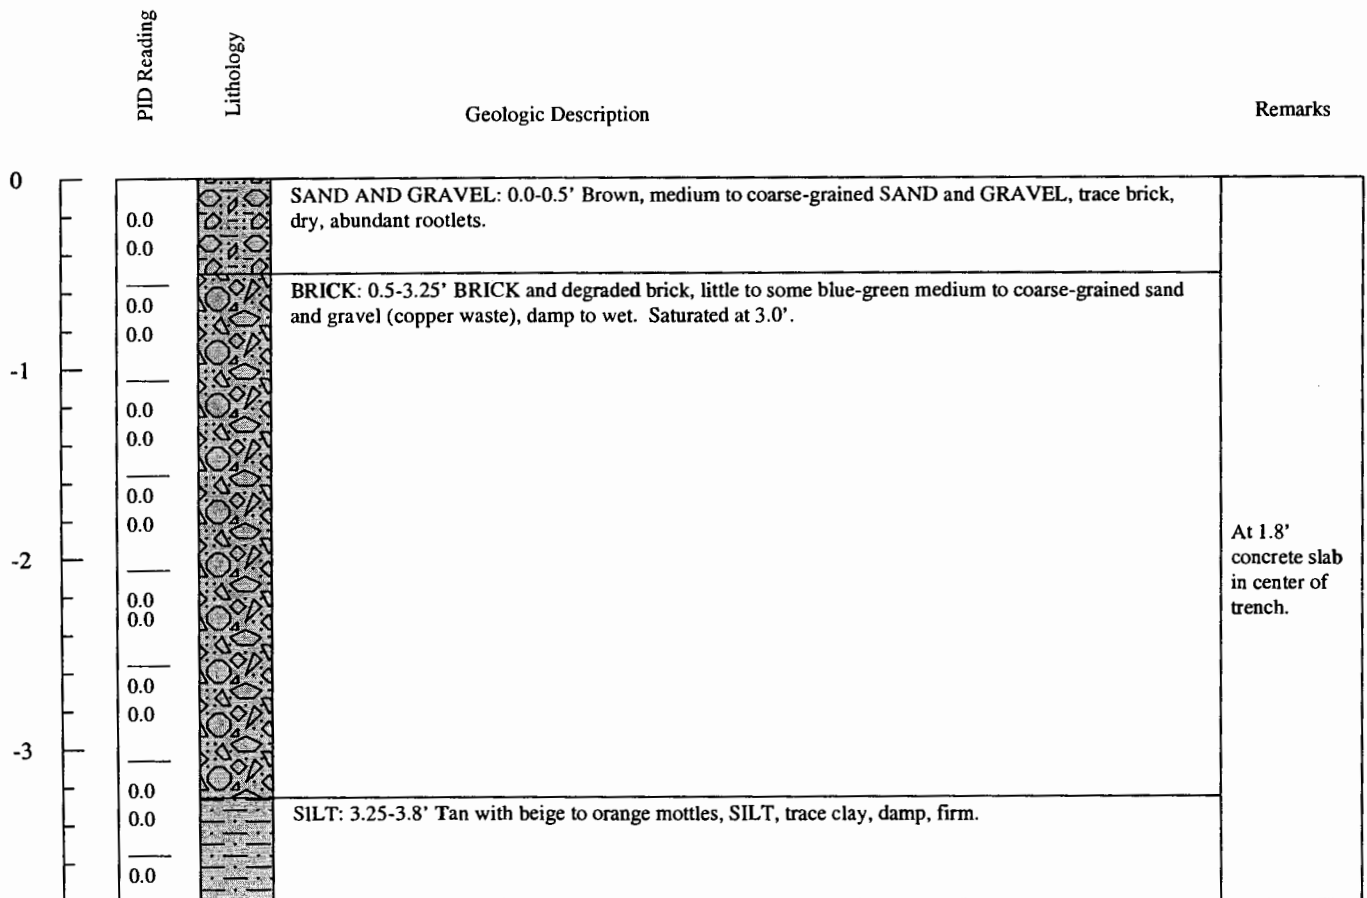 PID Reading
Lithology
Geologic Description
Remarks
0
SAND AND GRAVEL: 0.0-0.5' Brown, medium to coarse-grained SAND and GRAVEL, trace brick,
dry, abundant rootlets.
0.0
0.0
BRICK: 0.5-3.25' BRICK and degraded brick, little to some blue-green medium to coarse-grained sand
and gravel (copper waste), damp to wet. Saturated at 3.0'.
0.0
0.0
-1
0.0
0.0
0.0
0.0
At 1.8'
concrete slab
in center of
trench.
-2
0.0
0.0
0.0
0.0
-3
0.0
0.0
SILT: 3.25-3.8' Tan with beige to orange mottles, SILT, trace clay, damp, firm.
0.0